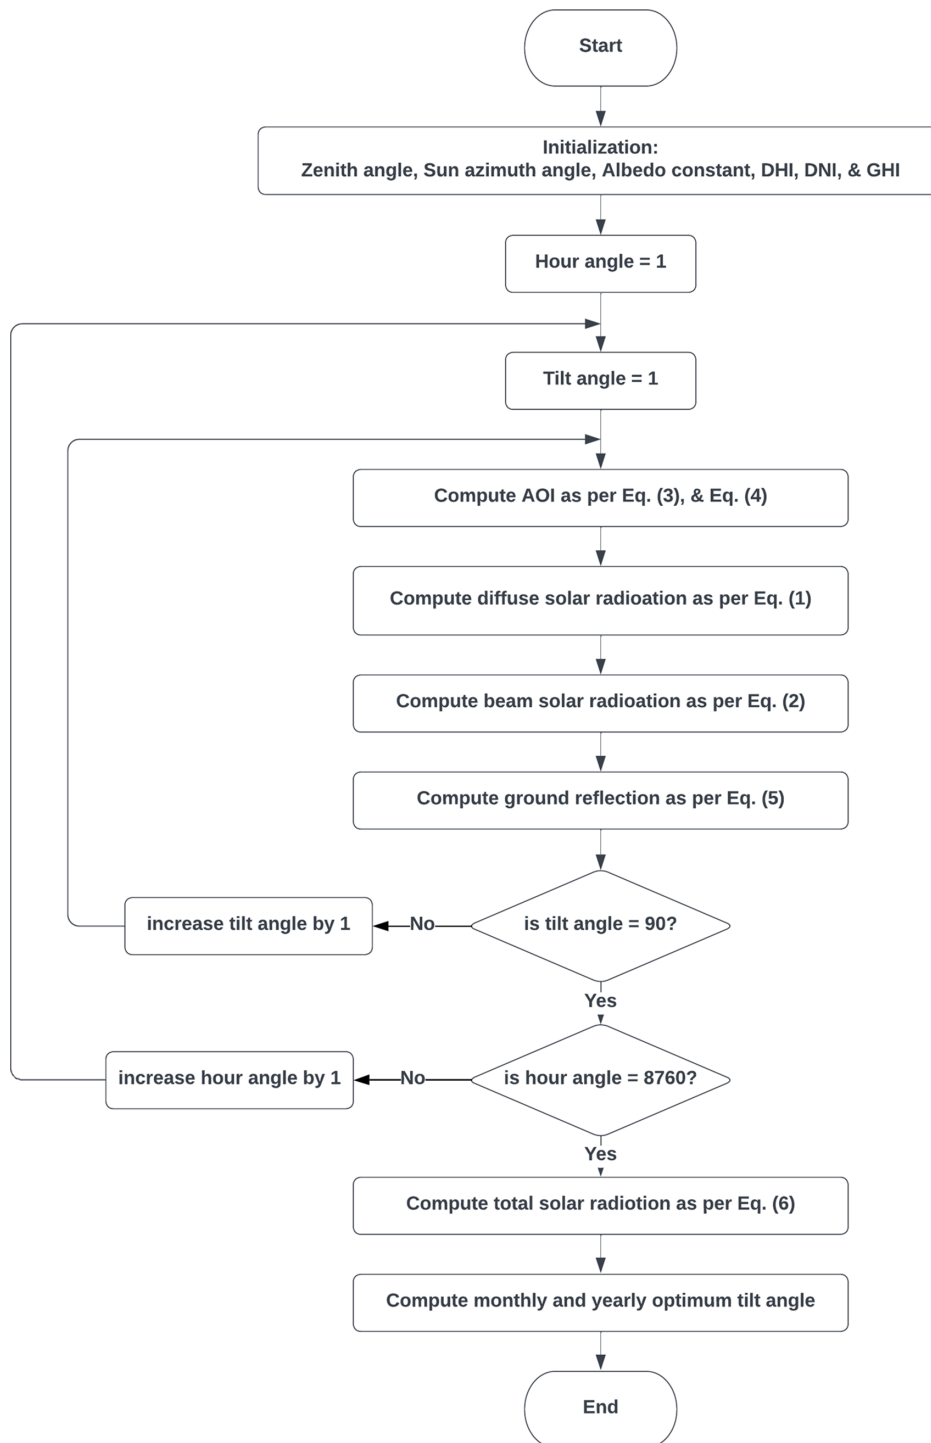 Start
Initialization:
Zenith angle, Sun azimuth angle, Albedo constant, DHI, DNI, & GHI
Hour angle = 1
Tilt angle = 1
Compute AOI as per Eq. (3), & Eq. (4)
Compute diffuse solar radioation as per Eq. (1)
Compute beam solar radioation as per Eq. (2)
Compute ground reflection as per Eq. (5)
is tilt angle = 90?
No
increase tilt angle by 1
Yes
is hour angle = 8760?
No
increase hour angle by 1
Yes
Compute total solar radiotion as per Eq. (6)
Compute monthly and yearly optimum tilt angle
End